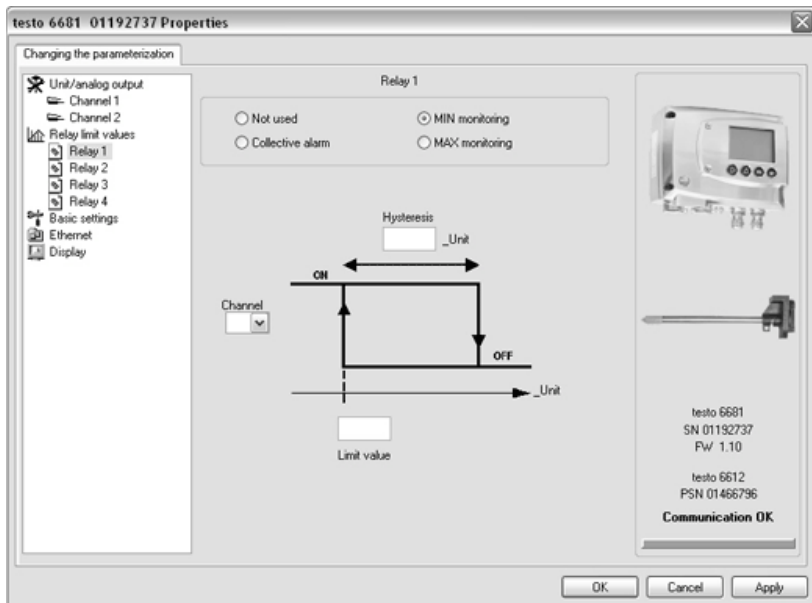 testo 6681 01192737 Properties
Changing the parameterization
Unit/analog output
Channel 1
Channel 2
Relay limit values
Relay 1
Relay 2
Relay 3
Relay 4
Basic settings
Ethernet
Display
Relay 1
Not used
MIN monitoring
Collective alarm
MAX monitoring
Hysteresis
_Unit
ON
Channel
OFF
_Unit
Limit value
testo 6681
SN 01192737
FW 1.10
testo 6612
PSN 01466796
Communication OK
OK
Cancel
Apply